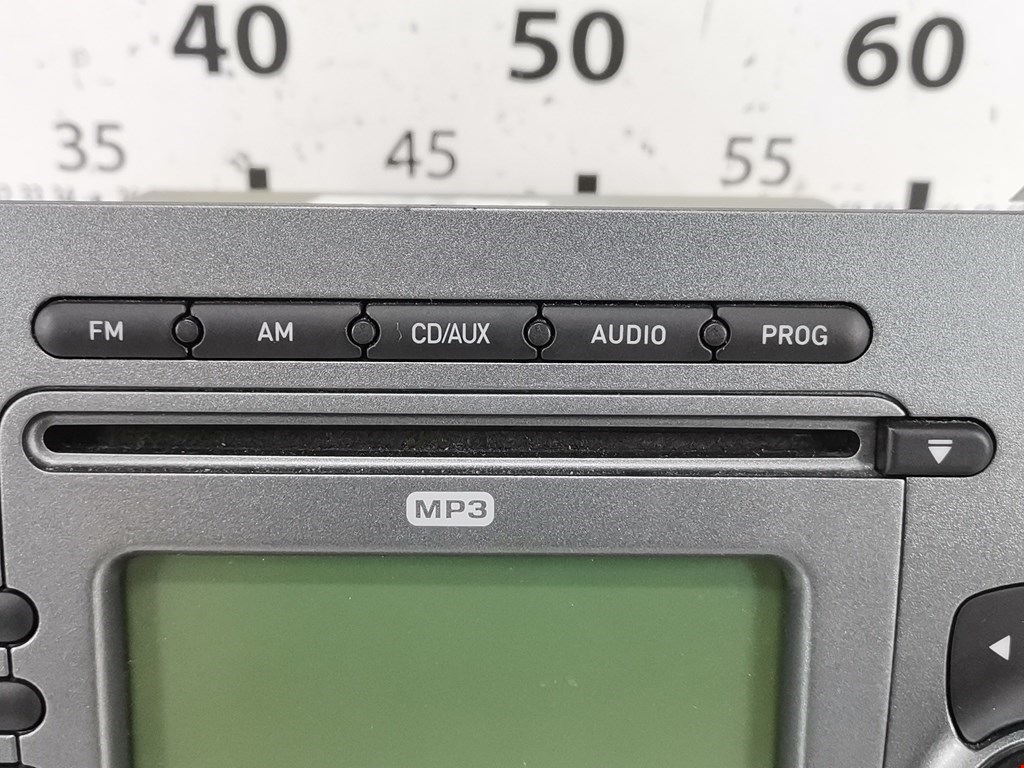 40 50 60
35 45 55
FM AM CD/AUX AUDIO PROG
MP3